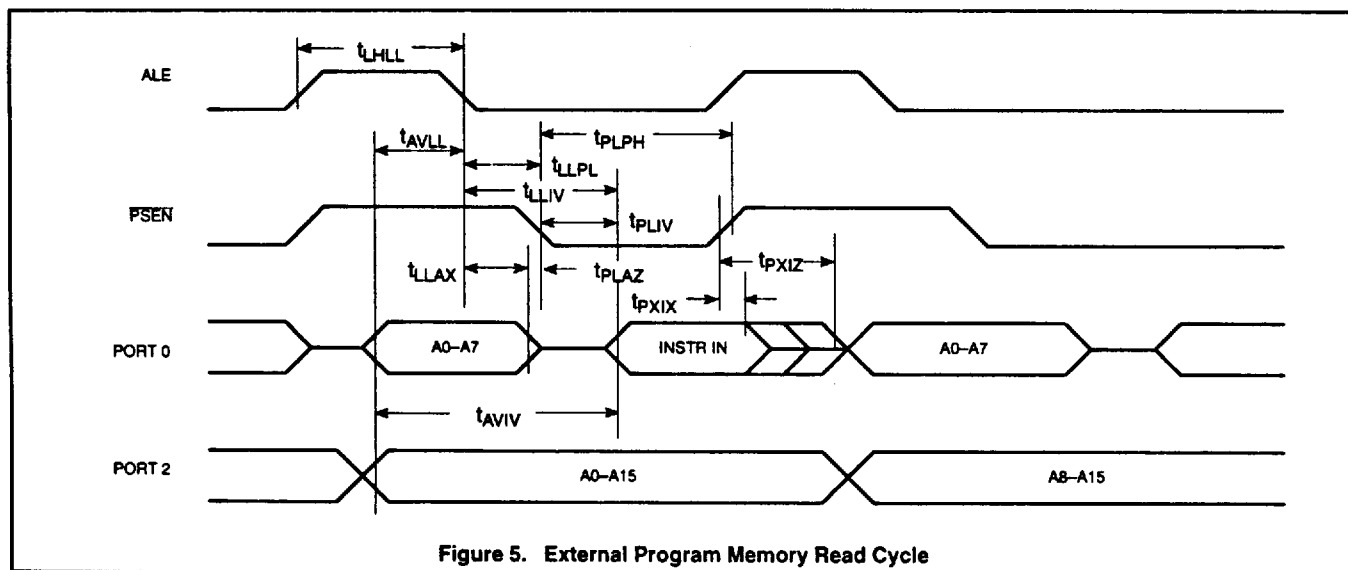 ALE
tLHLL
tAVLL
tPLPH
tLLPL
tLLIV
PSEN
tPLIV
tLLAX
tPLAZ
tPXIZ
tPXIX
PORT 0
A0–A7
INSTR IN
A0–A7
tAVIV
PORT 2
A0–A15
A8–A15
Figure 5. External Program Memory Read Cycle